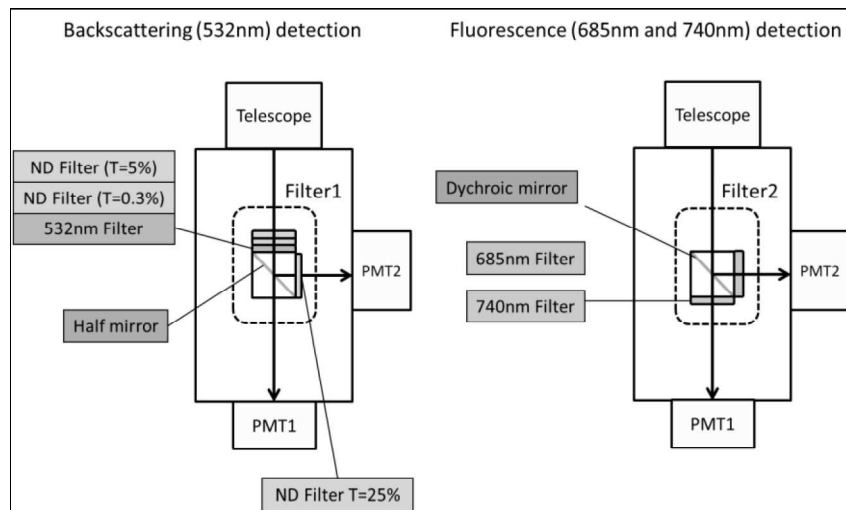 Backscattering (532nm) detection
Telescope
ND Filter (T=5%)
ND Filter (T=0.3%)
532nm Filter
Filter1
PMT2
Half mirror
PMT1
ND Filter T=25%
Fluorescence (685nm and 740nm) detection
Telescope
Dychroic mirror
Filter2
685nm Filter
740nm Filter
PMT2
PMT1